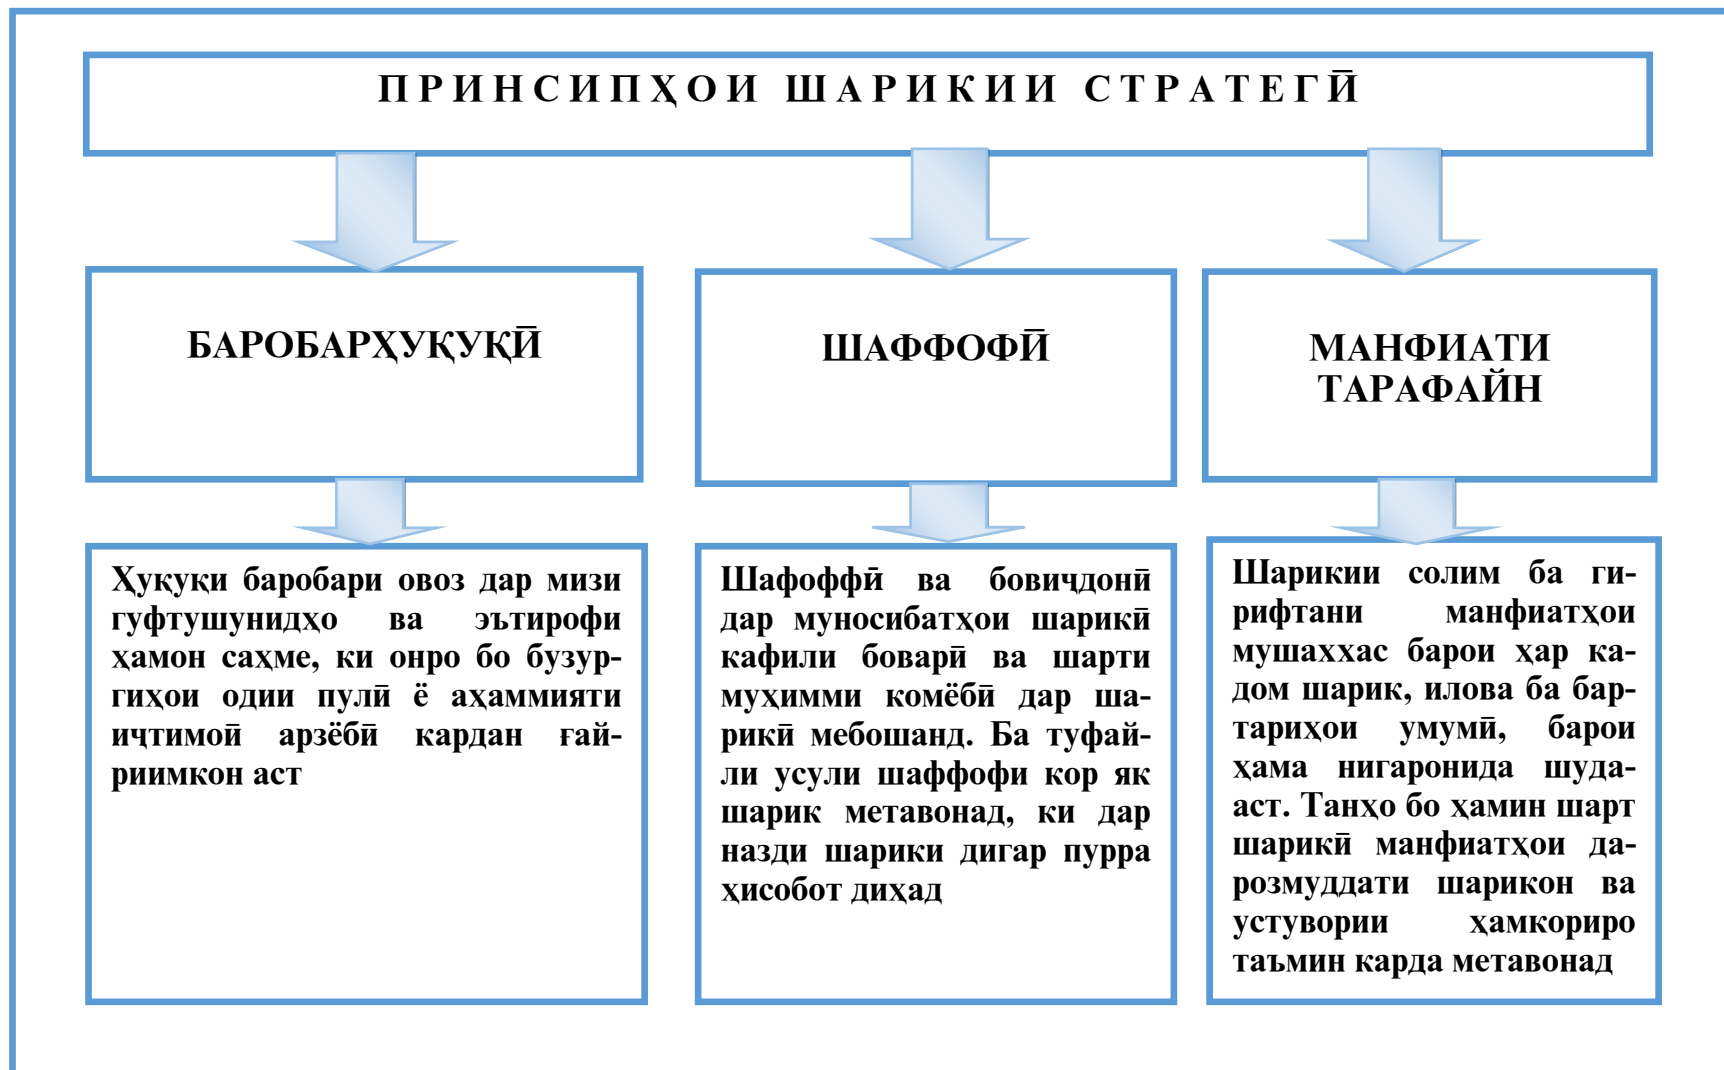 ПРИНСИПҲОИ ШАРИКИИ СТРАТЕГӢ
БАРОБАРҲУҚУҚӢ
ШАФФОФӢ
МАНФИАТИ
ТАРАФАЙН
Ҳуқуқи баробари овоз дар мизи
гуфтушунидҳо ва эътирофи
ҳамон саҳме, ки онро бо бузур-
гиҳои одии пулӣ ё аҳаммияти
иҷтимоӣ арзёбӣ кардан ғай-
риимкон аст
Шафоффӣ ва бовиҷдонӣ
дар муносибатҳои шарикӣ
кафили боварӣ ва шарти
муҳимми комёбӣ дар ша-
рикӣ мебошанд. Ба туфай-
ли усули шаффофи кор як
шарик метавонад, ки дар
назди шарики дигар пурра
ҳисобот диҳад
Шарикии солим ба ги-
рифтани манфиатҳои
мушаххас барои ҳар ка-
дом шарик, илова ба бар-
тариҳои умумӣ, барои
ҳама нигаронида шуда-
аст. Танҳо бо ҳамин шарт
шарикӣ манфиатҳои да-
розмуддати шарикон ва
устувории ҳамкориро
таъмин карда метавонад